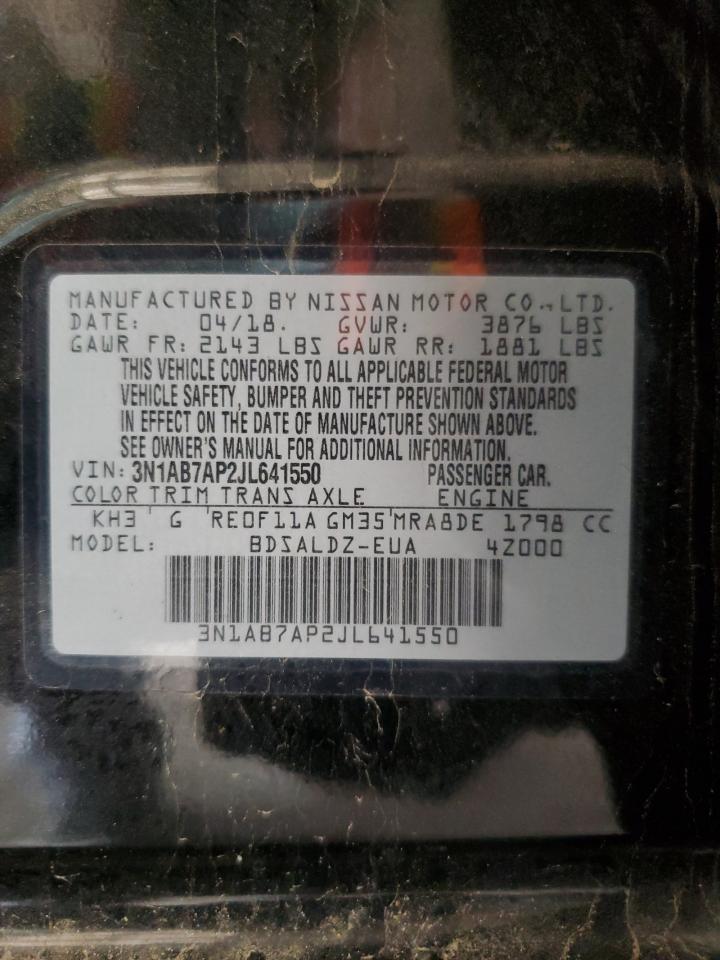 MANUFACTURED BY NISSAN MOTOR CO., LTD.
DATE: 04/18. GVWR: 3876 LBS
GAWR FR: 2143 LBS GAWR RR: 1881 LBS
THIS VEHICLE CONFORMS TO ALL APPLICABLE FEDERAL MOTOR
VEHICLE SAFETY, BUMPER AND THEFT PREVENTION STANDARDS
IN EFFECT ON THE DATE OF MANUFACTURE SHOWN ABOVE.
SEE OWNER'S MANUAL FOR ADDITIONAL INFORMATION.
VIN: 3N1AB7AP2JL641550 PASSENGER CAR.
COLOR TRIM TRANS AXLE ENGINE
KH3 G RE0F11A GM35 MRA8DE 1798 CC
MODEL: BDSALDZ-EUA 4Z000
3N1AB7AP2JL641550